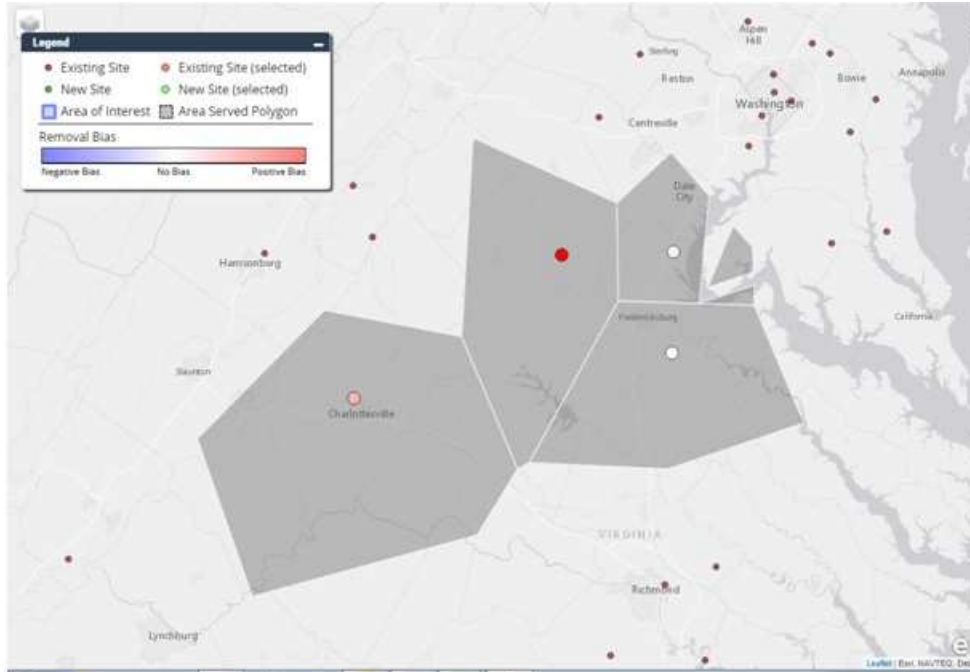 Legend
Existing Site
Existing Site (selected)
New Site
New Site (selected)
Area of Interest
Area Served Polygon
Removal Bias
Negative Bias
No Bias
Positive Bias
Aspen
Hill
Sterling
Reston
Bowie
Annapolis
Washington
Centreville
Dale
City
Harrisonburg
Fredericksburg
California
Staunton
Charlottesville
VIRGINIA
Richmond
Lynchburg
Leaflet | Esri, NAVTEQ, De